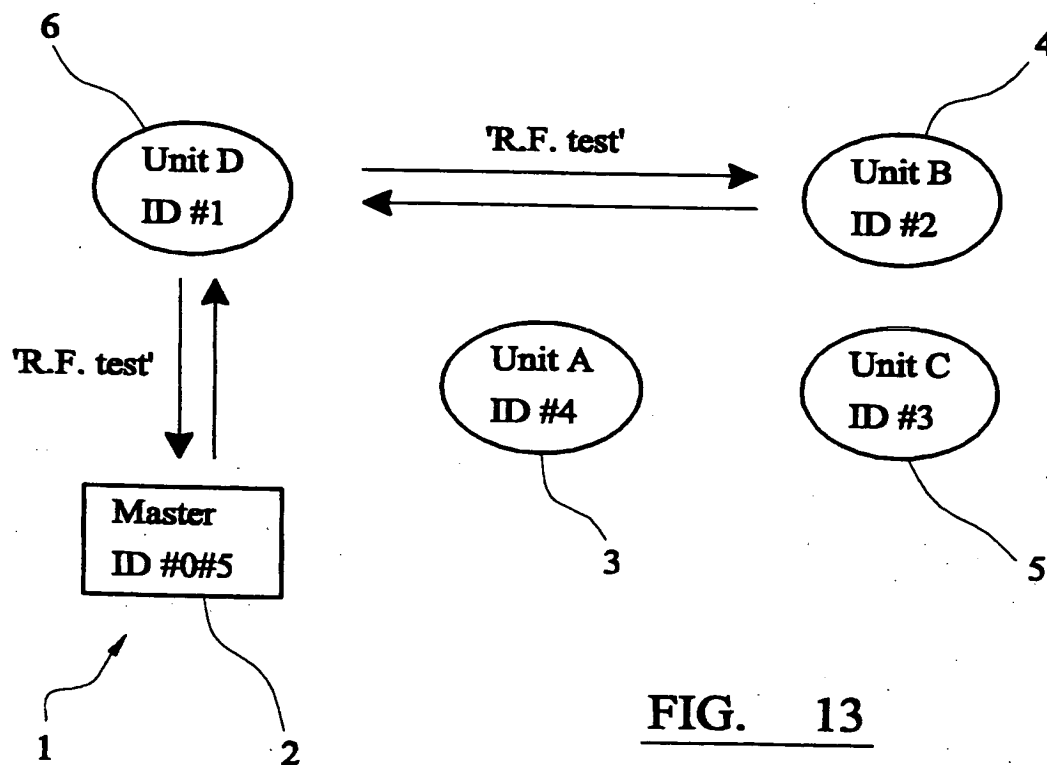 6
4
Unit D
ID #1
'R.F. test'
Unit B
ID #2
'R.F. test'
Unit A
ID #4
Unit C
ID #3
Master
ID #0#5
3
5
1
2
FIG. 13